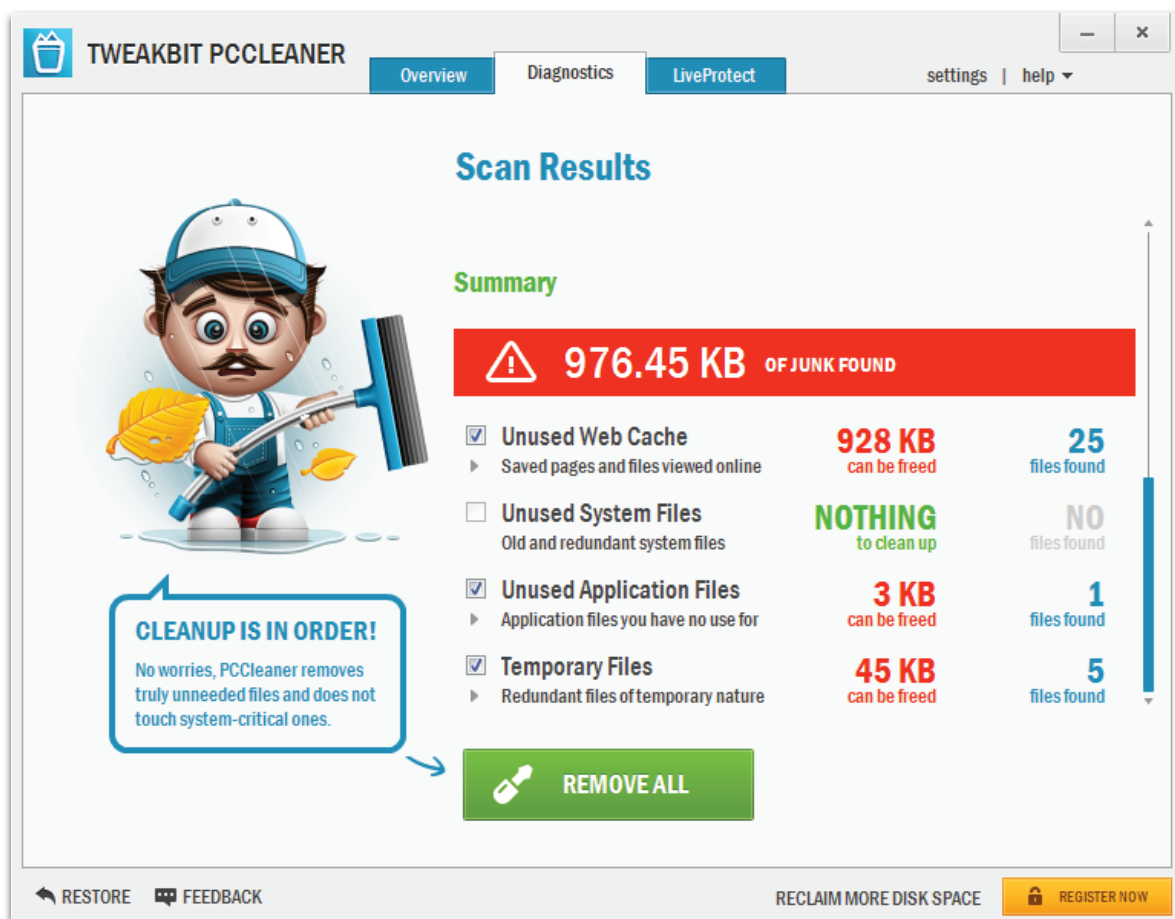 TWEAKBIT PCCLEANER
Overview
Diagnostics
LiveProtect
settings | help
Scan Results
Summary
976.45 KB OF JUNK FOUND
Unused Web Cache 928 KB 25
Saved pages and files viewed online can be freed files found
Unused System Files NOTHING NO
Old and redundant system files to clean up files found
Unused Application Files 3 KB 1
Application files you have no use for can be freed files found
Temporary Files 45 KB 5
Redundant files of temporary nature can be freed files found
CLEANUP IS IN ORDER!
No worries, PCCleaner removes
truly unneeded files and does not
touch system-critical ones.
REMOVE ALL
RESTORE FEEDBACK RECLAIM MORE DISK SPACE REGISTER NOW